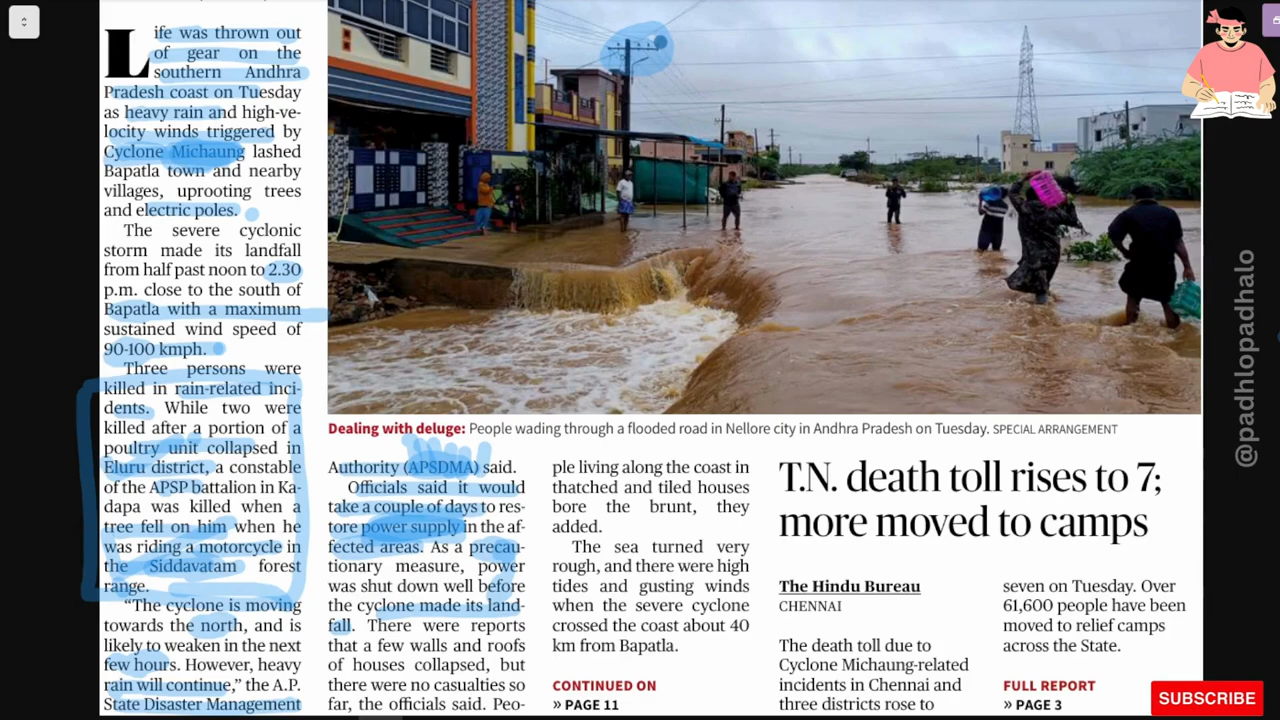 Life was thrown out
of gear on the
southern Andhra
Pradesh coast on Tuesday
as heavy rain and high-ve-
locity winds triggered by
Cyclone Michaung lashed
Bapatla town and nearby
villages, uprooting trees
and electric poles.
The severe cyclonic
storm made its landfall
from half past noon to 2.30
p.m. close to the south of
Bapatla with a maximum
sustained wind speed of
90-100 kmph.
Three persons were
killed in rain-related inci-
dents. While two were
killed after a portion of a
poultry unit collapsed in
Eluru district, a constable
of the APSP battalion in Ka-
dapa was killed when a
tree fell on him when he
was riding a motorcycle in
the Siddavatam forest
range.
“The cyclone is moving
towards the north, and is
likely to weaken in the next
few hours. However, heavy
rain will continue,” the A.P.
State Disaster Management
Dealing with deluge: People wading through a flooded road in Nellore city in Andhra Pradesh on Tuesday. SPECIAL ARRANGEMENT
Authority (APSDMA) said.
Officials said it would
take a couple of days to res-
tore power supply in the af-
fected areas. As a precau-
tionary measure, power
was shut down well before
the cyclone made its land-
fall. There were reports
that a few walls and roofs
of houses collapsed, but
there were no casualties so
far, the officials said. Peo-
ple living along the coast in
thatched and tiled houses
bore the brunt, they
added.
The sea turned very
rough, and there were high
tides and gusting winds
when the severe cyclone
crossed the coast about 40
km from Bapatla.
CONTINUED ON
» PAGE 11
T.N. death toll rises to 7;
more moved to camps
The Hindu Bureau
CHENNAI
The death toll due to
Cyclone Michaung-related
incidents in Chennai and
three districts rose to
seven on Tuesday. Over
61,600 people have been
moved to relief camps
across the State.
FULL REPORT
» PAGE 3
@padhlopadhalo
SUBSCRIBE